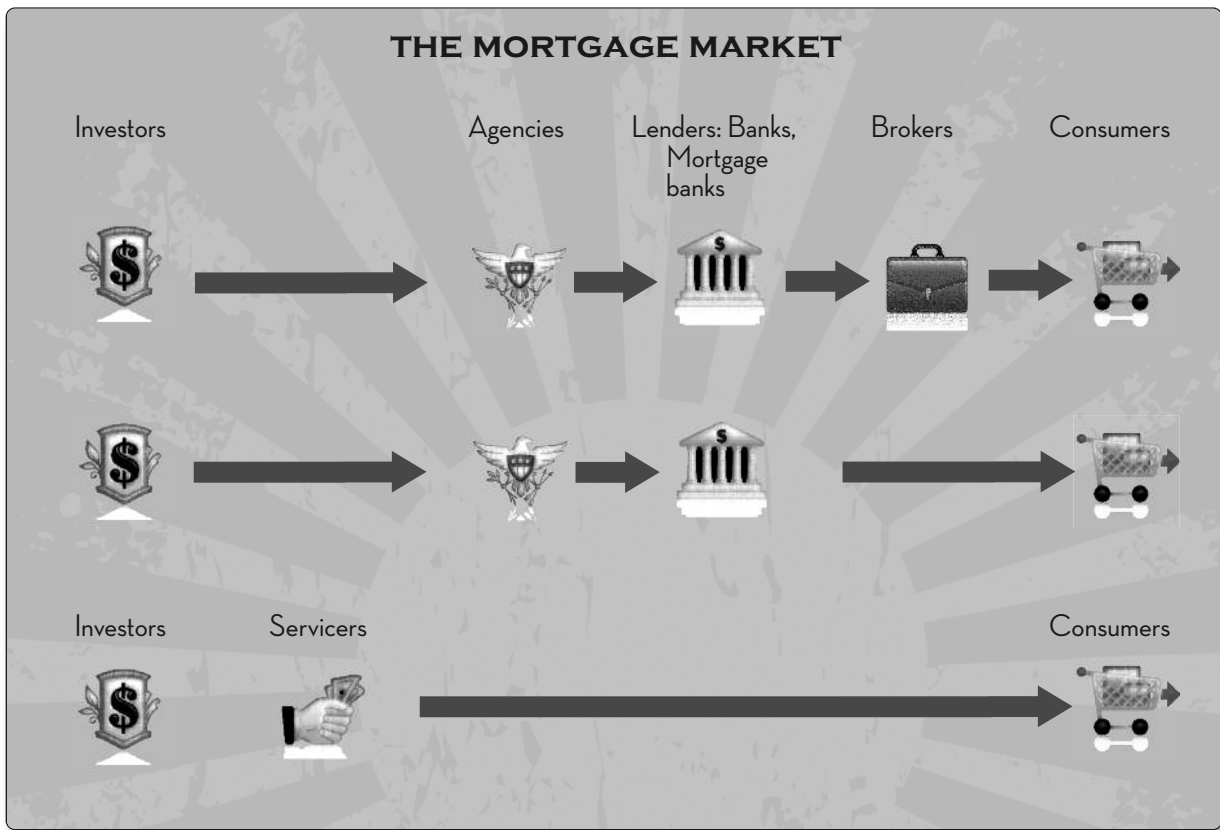 THE MORTGAGE MARKET
Investors
Agencies
Lenders: Banks,
Mortgage
banks
Brokers
Consumers
$
$
$
$
Investors
Servicers
Consumers
$